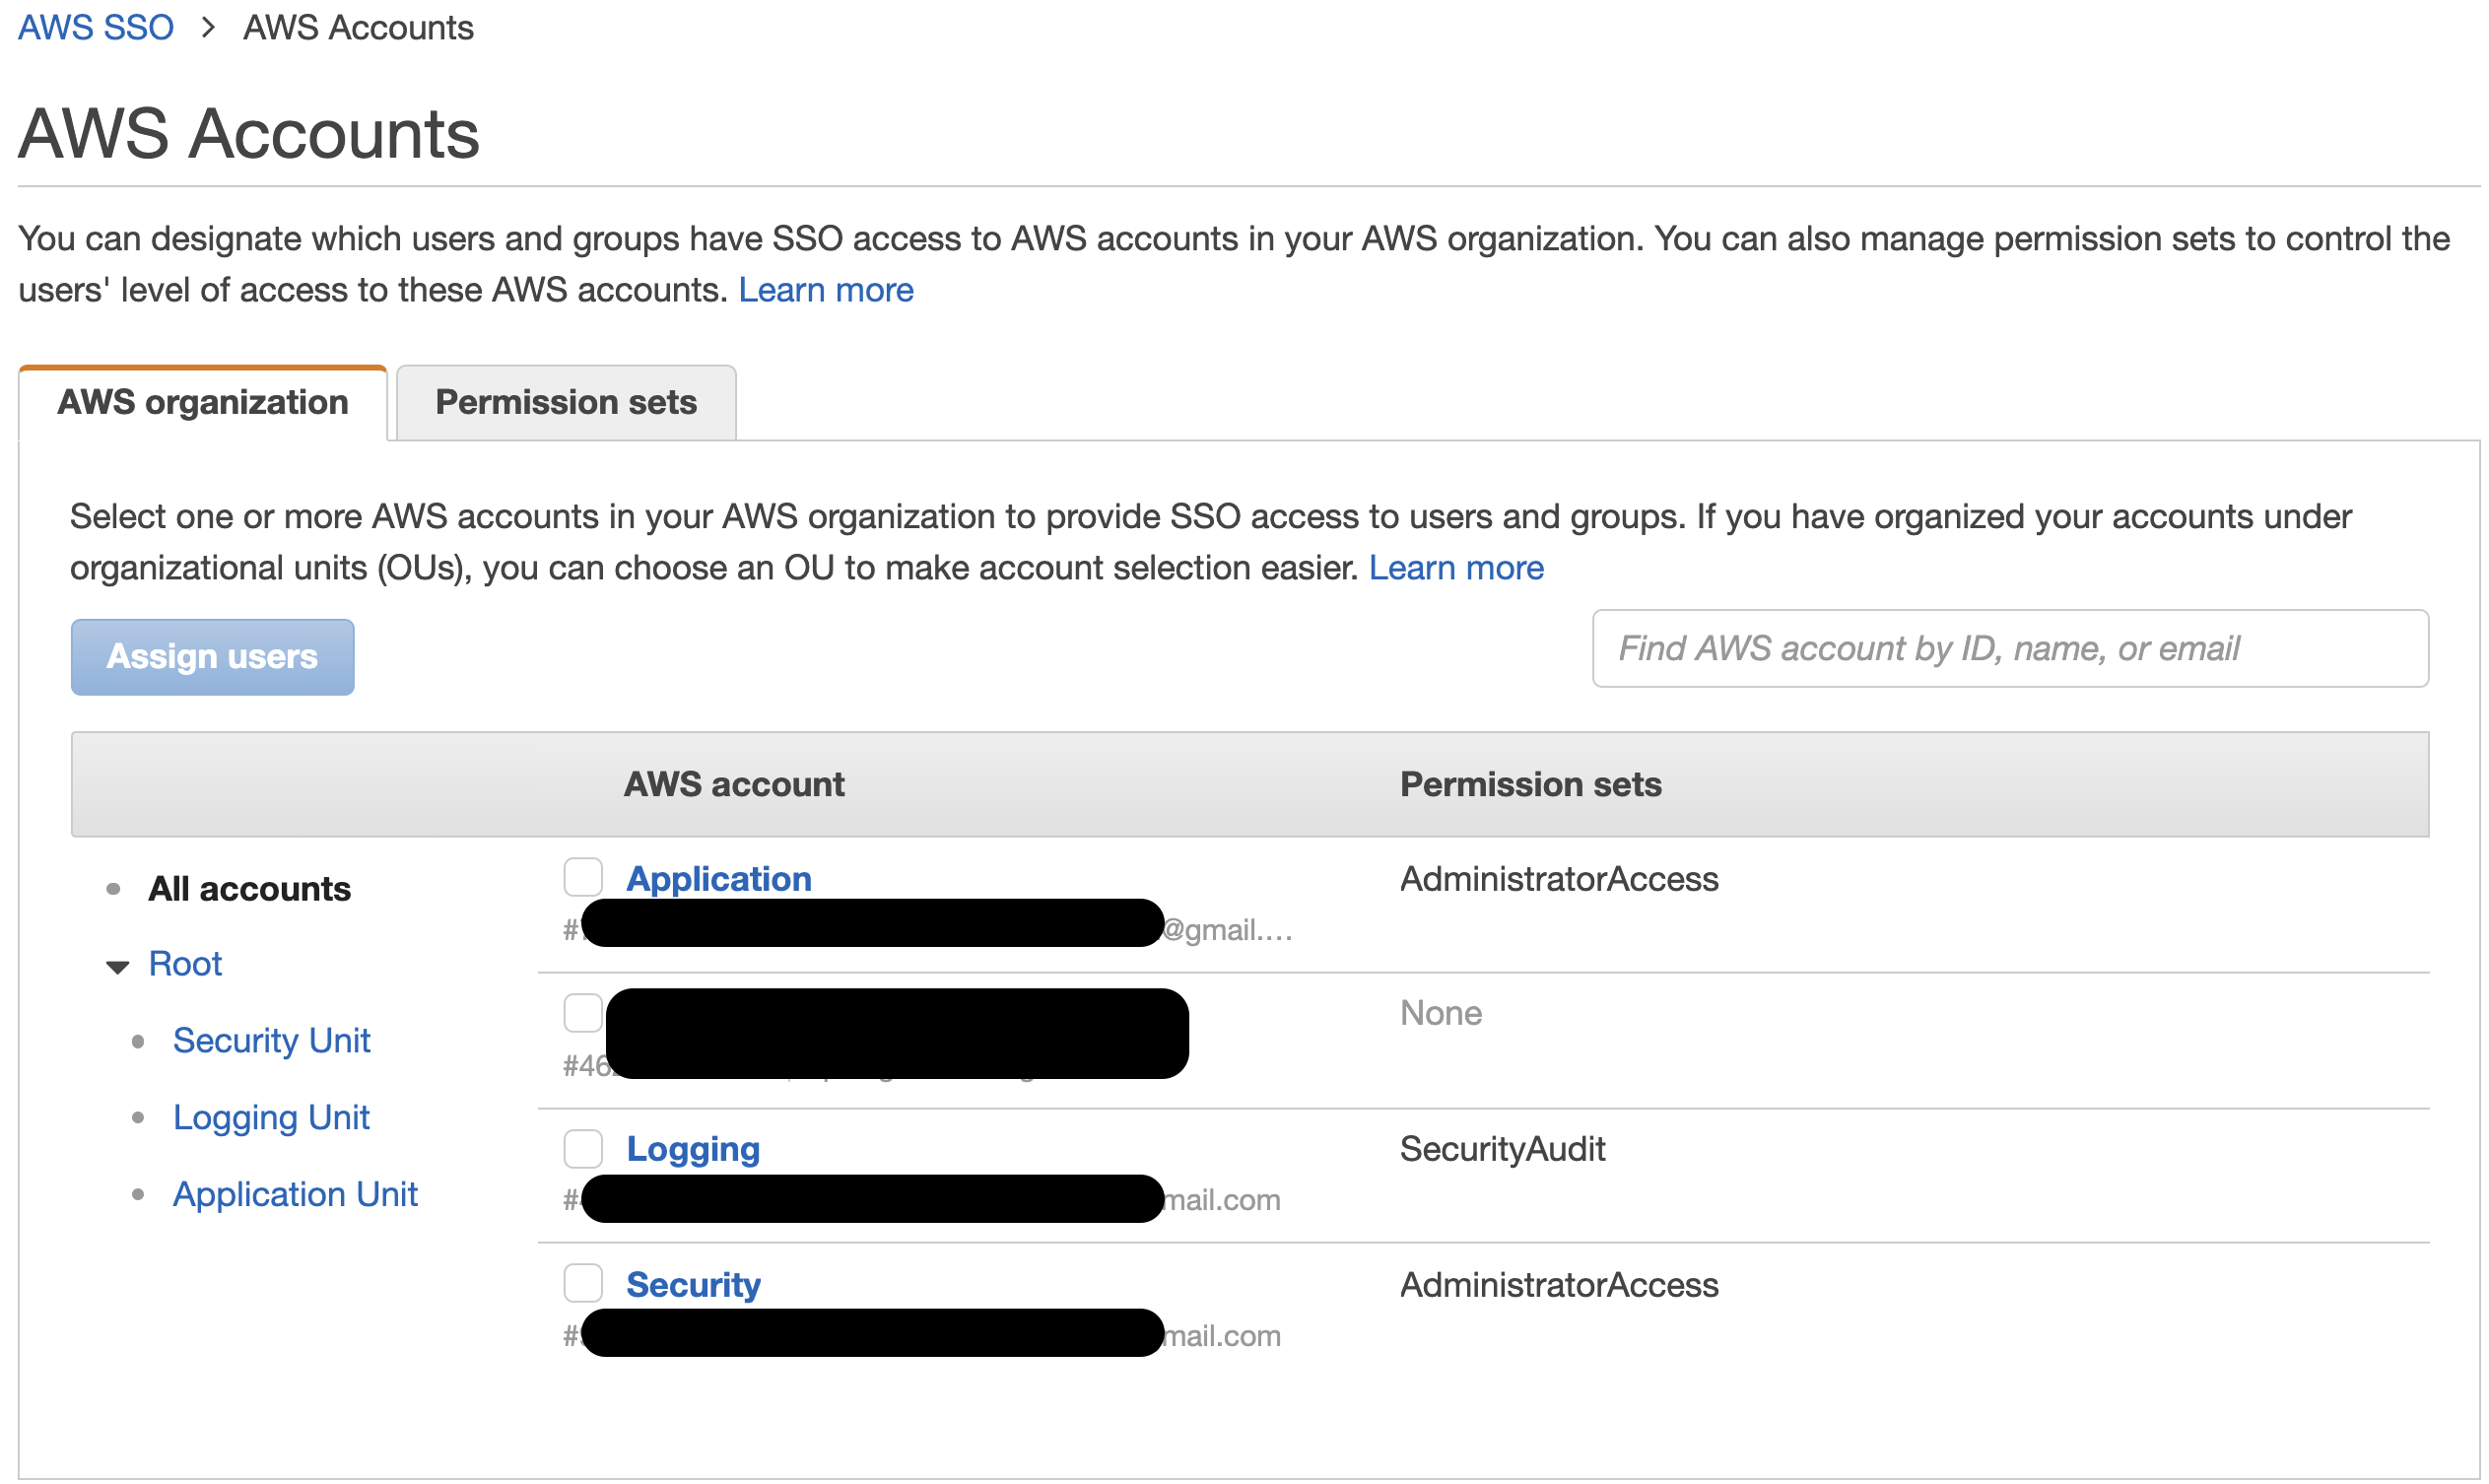 AWS SSO > AWS Accounts
AWS Accounts
You can designate which users and groups have SSO access to AWS accounts in your AWS organization. You can also manage permission sets to control the
users' level of access to these AWS accounts. Learn more
AWS organization Permission sets
Select one or more AWS accounts in your AWS organization to provide SSO access to users and groups. If you have organized your accounts under
organizational units (OUs), you can choose an OU to make account selection easier. Learn more
Assign users Find AWS account by ID, name, or email
AWS account Permission sets
All accounts
Root
Security Unit
Logging Unit
Application Unit
Application AdministratorAccess
# @gmail....
None
#46
Logging SecurityAudit
# mail.com
Security AdministratorAccess
# mail.com